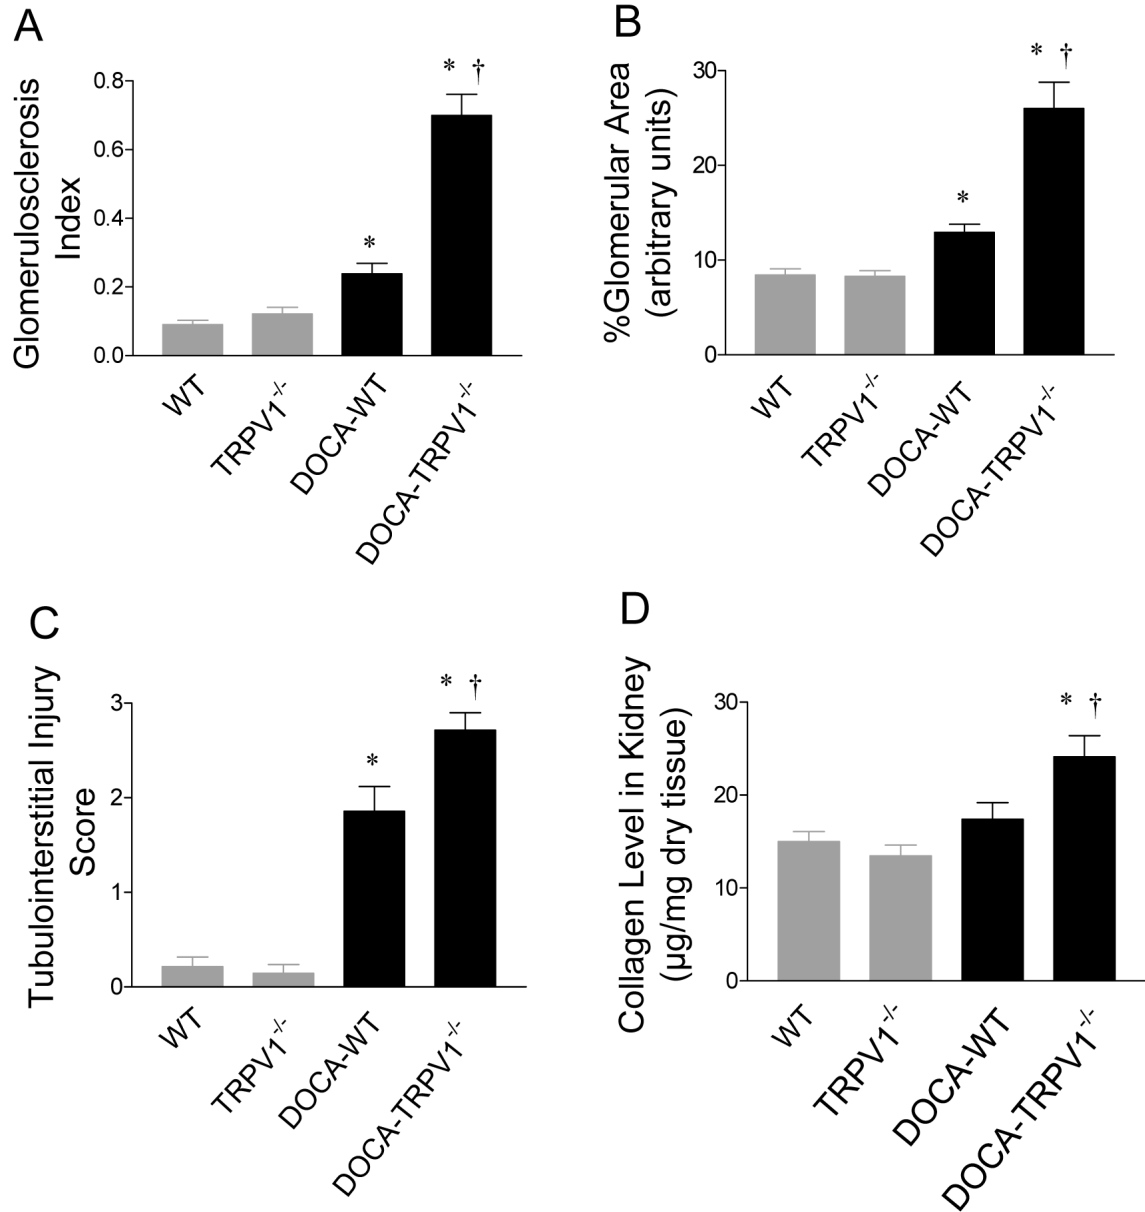 A
Glomerulosclerosis
Index
0.8
0.6
0.4
0.2
0.0
*
* †
WT
TRPV1-/-
DOCA-WT
DOCA-TRPV1-/-
B
%Glomerular Area
(arbitrary units)
30
20
10
0
*
* †
WT
TRPV1-/-
DOCA-WT
DOCA-TRPV1-/-
C
Tubulointerstitial Injury
Score
3
2
1
0
*
* †
WT
TRPV1-/-
DOCA-WT
DOCA-TRPV1-/-
D
Collagen Level in Kidney
(µg/mg dry tissue)
30
20
10
0
* †
WT
TRPV1-/-
DOCA-WT
DOCA-TRPV1-/-